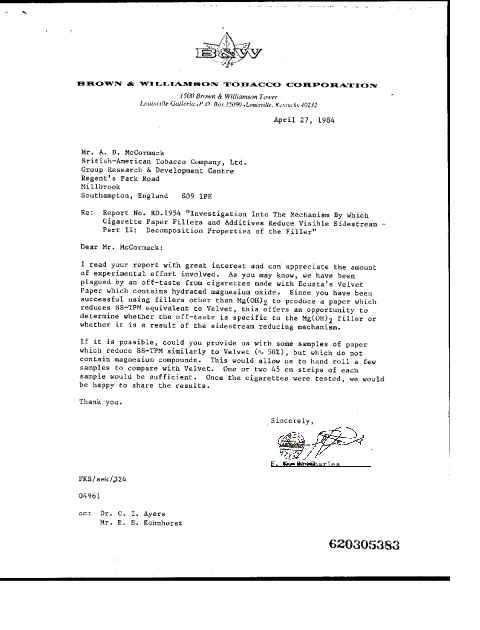 B&W
BROWN & WILLIAMSON TOBACCO CORPORATION
1500 Brown & Williamson Tower
Louisville Galleria • P.O. Box 35090 • Louisville, Kentucky 40232
April 27, 1984
Mr. A. D. McCormack
British-American Tobacco Company, Ltd.
Group Research & Development Centre
Regent's Park Road
Millbrook
Southampton, England S09 1PE
Re: Report No. RD.1954 "Investigation Into The Mechanism By Which
Cigarette Paper Fillers and Additives Reduce Visible Sidestream -
Part II: Decomposition Properties of the Filler"
Dear Mr. McCormack:
I read your report with great interest and can appreciate the amount
of experimental effort involved. As you may know, we have been
plagued by an off-taste from cigarettes made with Ecusta's Velvet
Paper which contains hydrated magnesium oxide. Since you have been
successful using fillers other than Mg(OH)2 to produce a paper which
reduces SS-TPM equivalent to Velvet, this offers an opportunity to
determine whether the off-taste is specific to the Mg(OH)2 filler or
whether it is a result of the sidestream reducing mechanism.
If it is possible, could you provide us with some samples of paper
which reduce SS-TPM similarly to Velvet (~ 50%), but which do not
contain magnesium compounds. This would allow us to hand roll a few
samples to compare with Velvet. One or two 45 cm strips of each
sample would be sufficient. Once the cigarettes were tested, we would
be happy to share the results.
Thank you.
Sincerely,
FKS/sek/324
04961
cc: Dr. C. I. Ayers
Mr. E. E. Kohnhorst
620305383